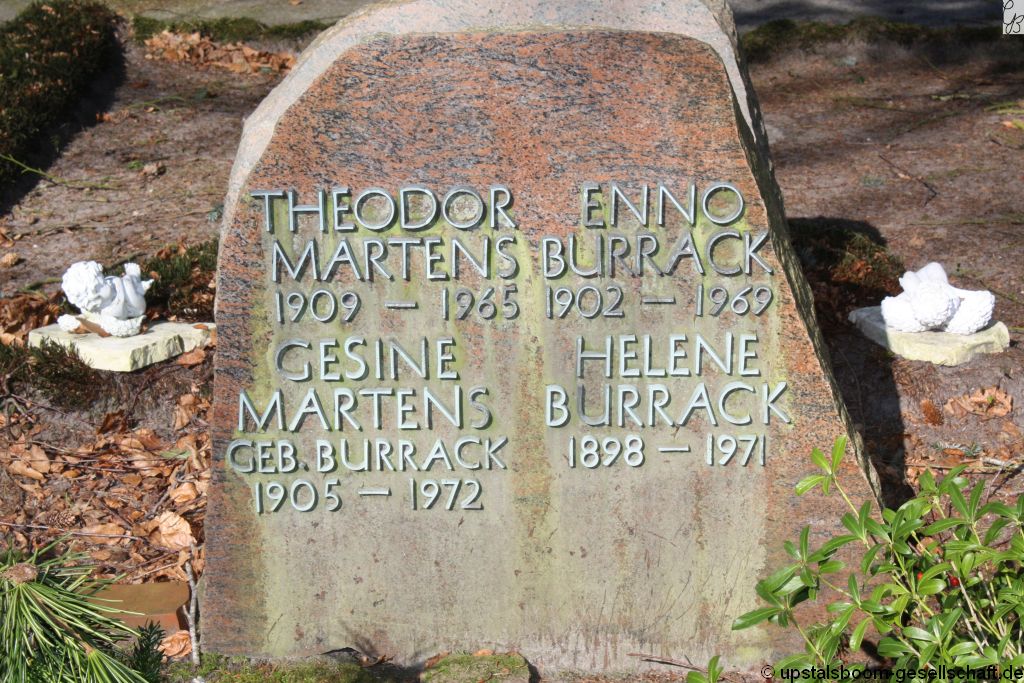 THEODOR
MARTENS
1909 – 1965
GESINE
MARTENS
GEB. BURRACK
1905 – 1972
ENNO
BURRACK
1902 – 1969
HELENE
BURRACK
1898 – 1971
© upstalsboom-gesellschaft.de